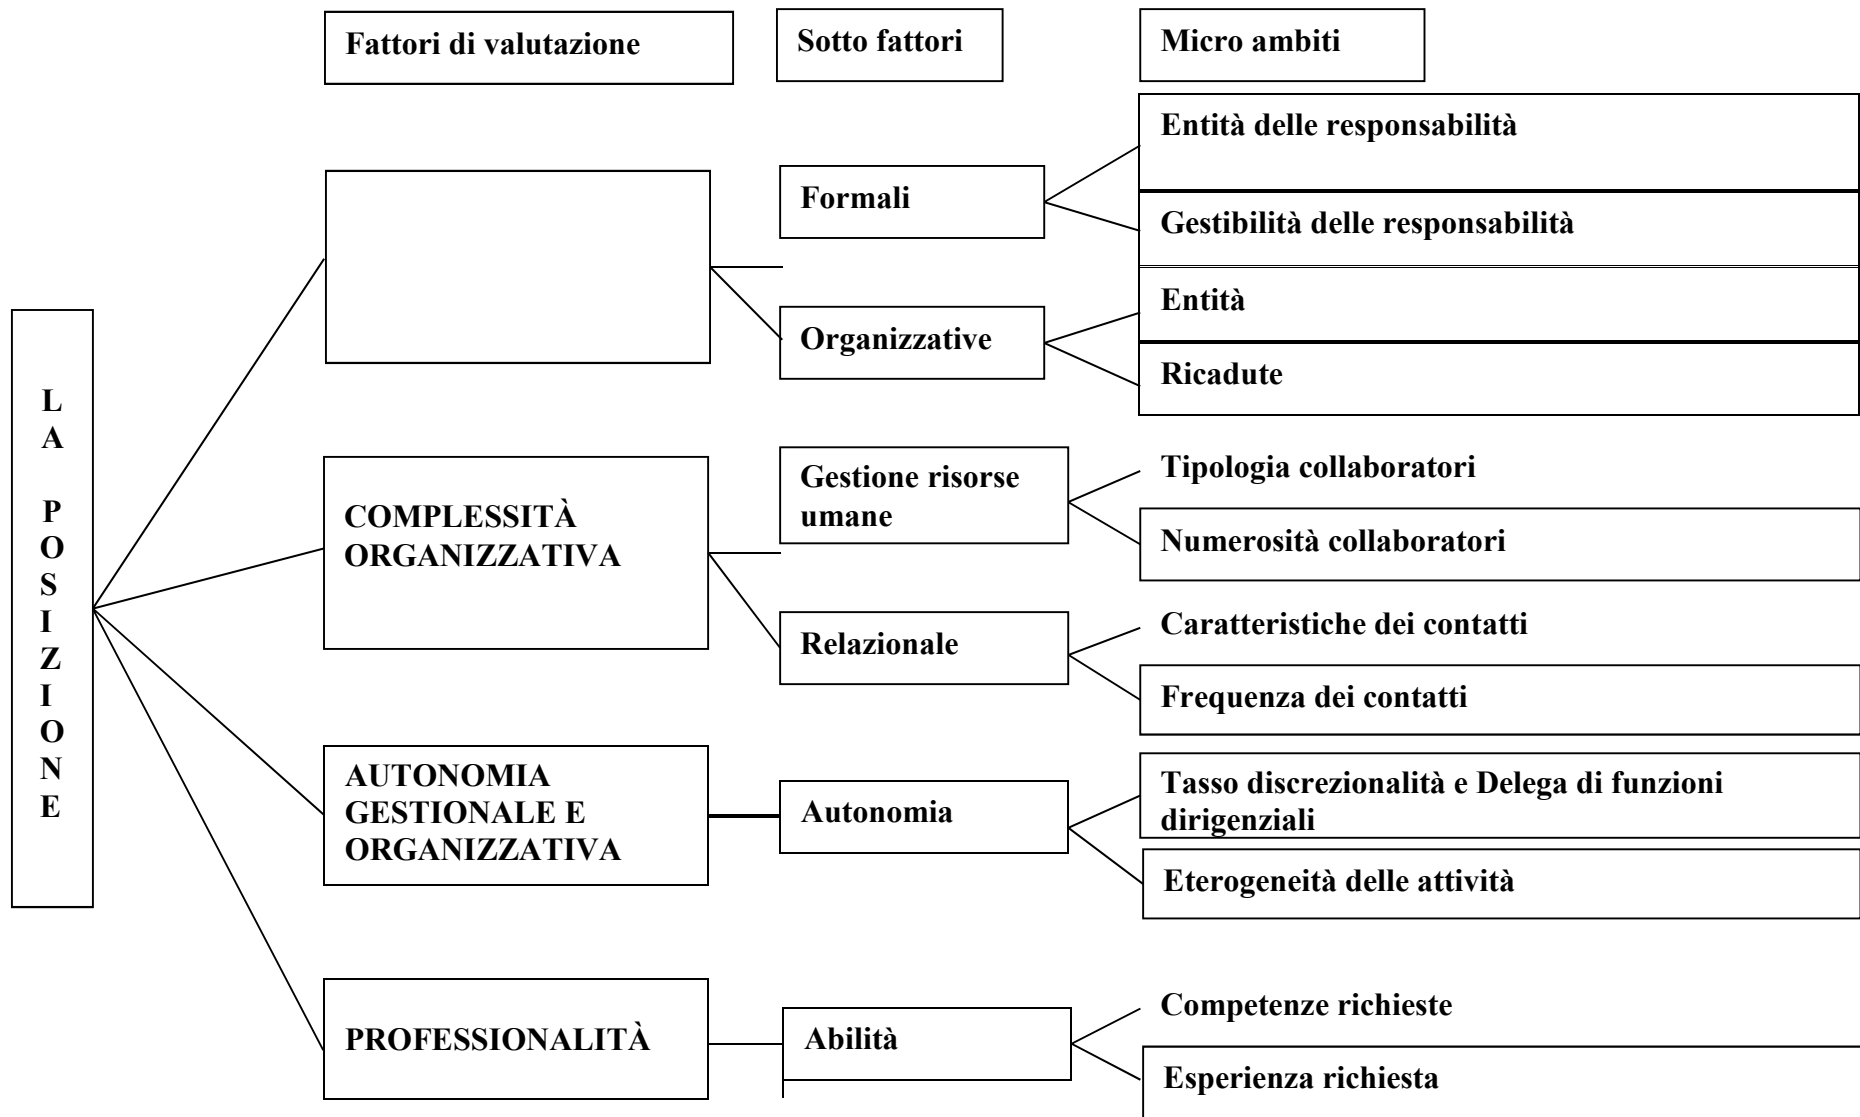 Fattori di valutazione
Sotto fattori
Micro ambiti
LA POSIZIONE
Formali
Entità delle responsabilità
Gestibilità delle responsabilità
Organizzative
Entità
Ricadute
COMPLESSITÀ
ORGANIZZATIVA
Gestione risorse
umane
Tipologia collaboratori
Numerosità collaboratori
Relazionale
Caratteristiche dei contatti
Frequenza dei contatti
AUTONOMIA
GESTIONALE E
ORGANIZZATIVA
Autonomia
Tasso discrezionalità e Delega di funzioni
dirigenziali
Eterogeneità delle attività
PROFESSIONALITÀ
Abilità
Competenze richieste
Esperienza richiesta